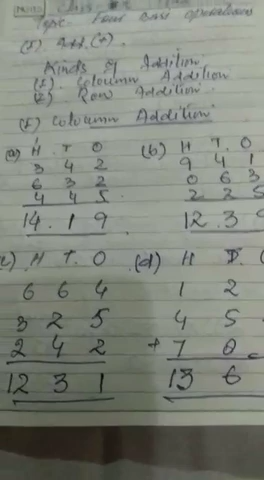 Topic Four Basic Operations
(1) Add. (+).
Kinds of Addition
(1) Coloumn Addition
(2) Row Addition.
(1) Coloumn Addition
(a) H T O (b) H T. O
3 4 2 9 4 1
6 3 2 0 6 3
4 4 5 2 2 5
14. 1 9 12. 3 9
(c). H T. O (d) H T.
6 6 4 1 2
3 2 5 4 5
2 4 2 + 7 0
12 3 1 13 6